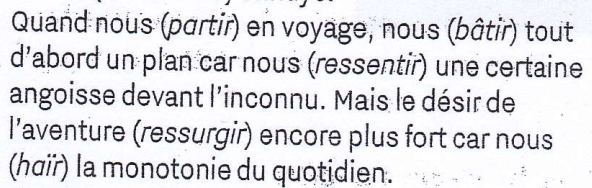 Quand nous (partir) en voyage, nous (bâtir) tout
d'abord un plan car nous (ressentir) une certaine
angoisse devant l'inconnu. Mais le désir de
l'aventure (ressurgir) encore plus fort car nous
(haïr) la monotonie du quotidien.